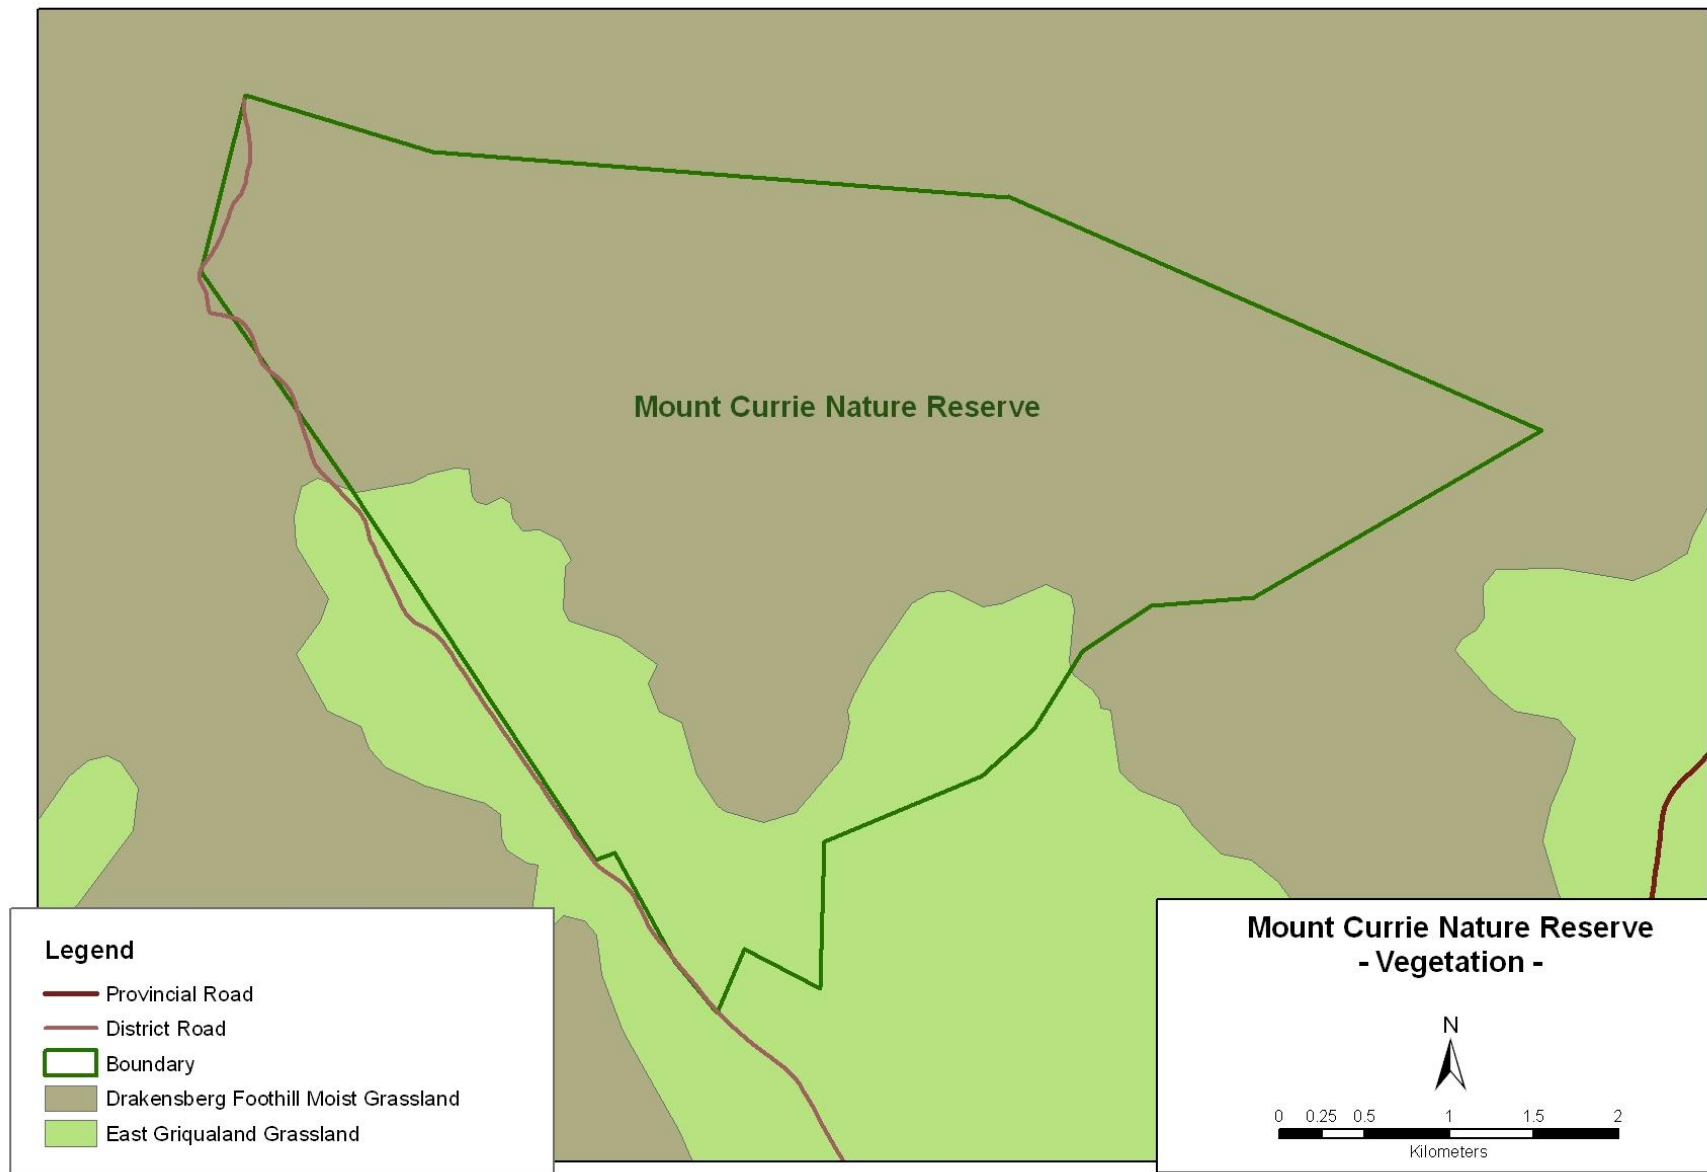 Mount Currie Nature Reserve
Legend
Provincial Road
District Road
Boundary
Drakensberg Foothill Moist Grassland
East Griqualand Grassland
Mount Currie Nature Reserve
- Vegetation -
N
0 0.25 0.5 1 1.5 2
Kilometers